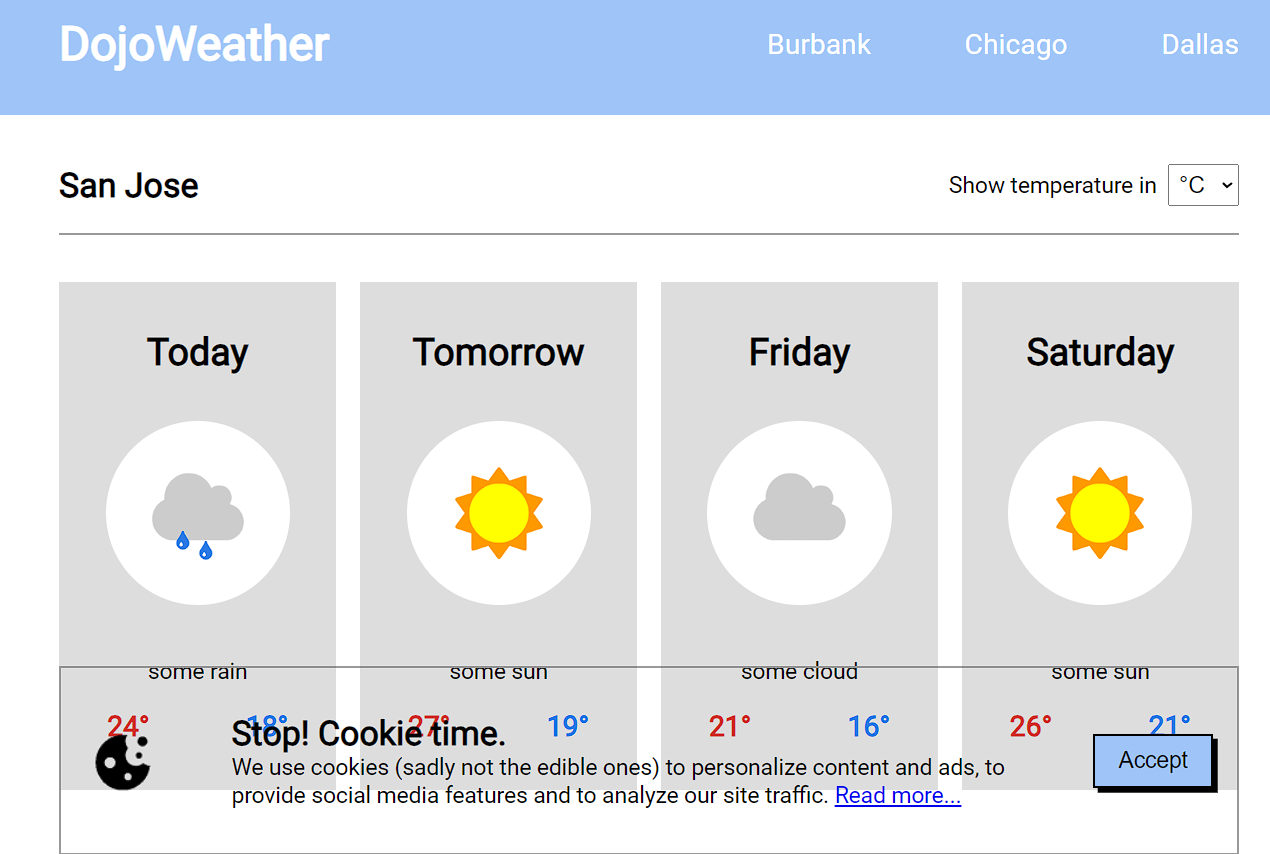 DojoWeather Burbank Chicago Dallas
San Jose Show temperature in °C
Today Tomorrow Friday Saturday
some rain some sun some cloud some sun
24° 18° 27° 19° 21° 16° 26° 21°
Stop! Cookie time.
We use cookies (sadly not the edible ones) to personalize content and ads, to
provide social media features and to analyze our site traffic. Read more...
Accept